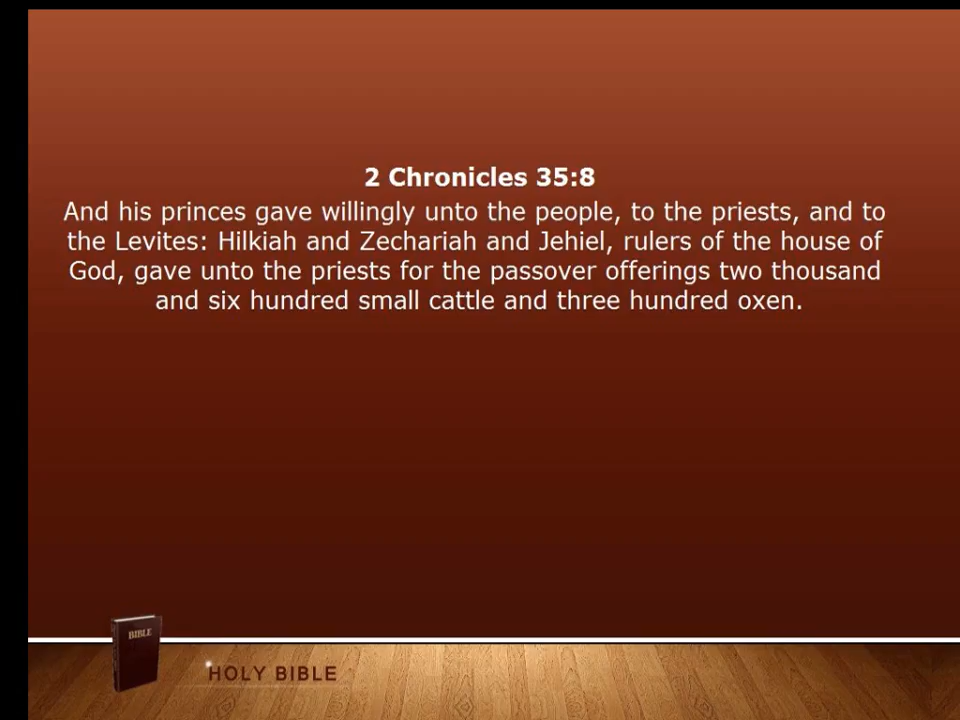 2 Chronicles 35:8
And his princes gave willingly unto the people, to the priests, and to
the Levites: Hilkiah and Zechariah and Jehiel, rulers of the house of
God, gave unto the priests for the passover offerings two thousand
and six hundred small cattle and three hundred oxen.
BIBLE
HOLY BIBLE